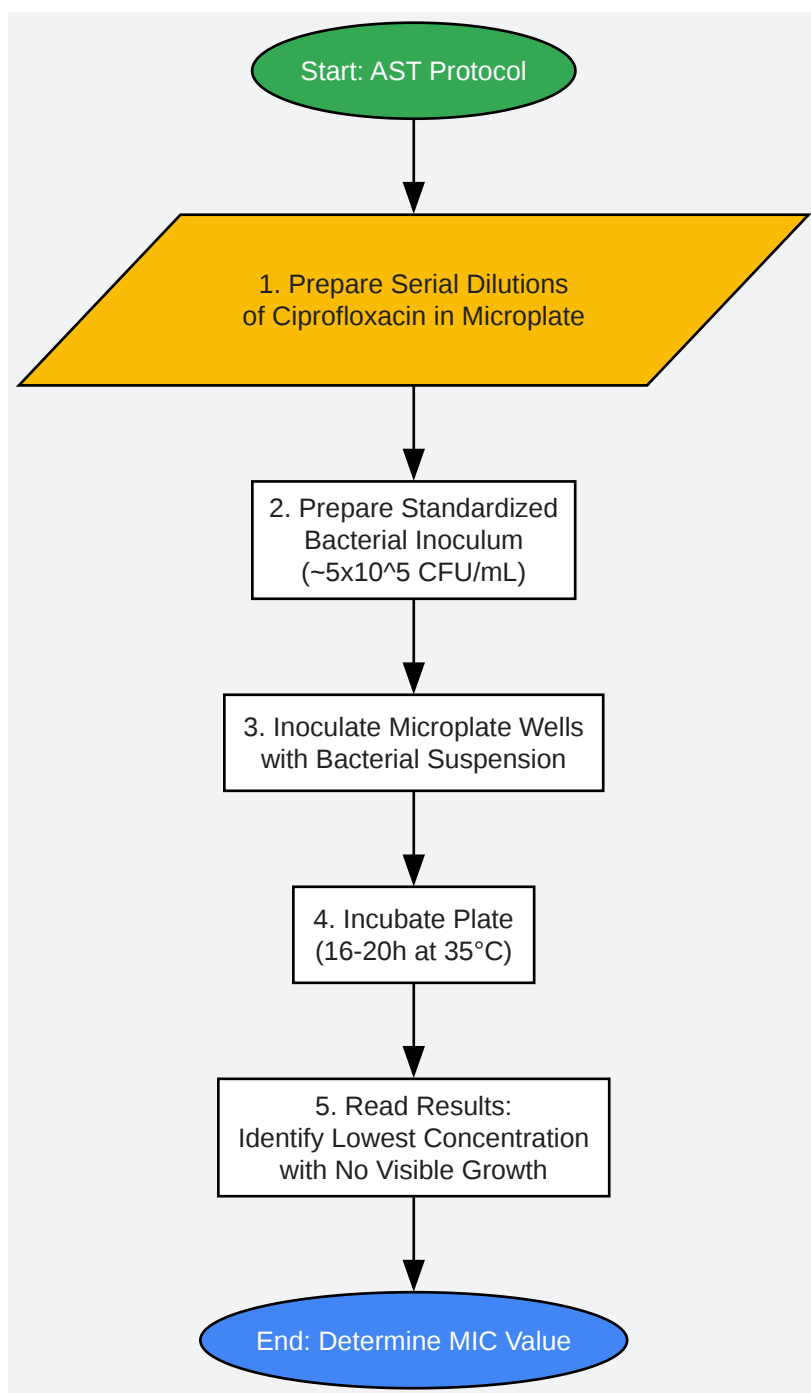 Start: AST Protocol
1. Prepare Serial Dilutions
of Ciprofloxacin in Microplate
2. Prepare Standardized
Bacterial Inoculum
(~5x10^5 CFU/mL)
3. Inoculate Microplate Wells
with Bacterial Suspension
4. Incubate Plate
(16-20h at 35°C)
5. Read Results:
Identify Lowest Concentration
with No Visible Growth
End: Determine MIC Value